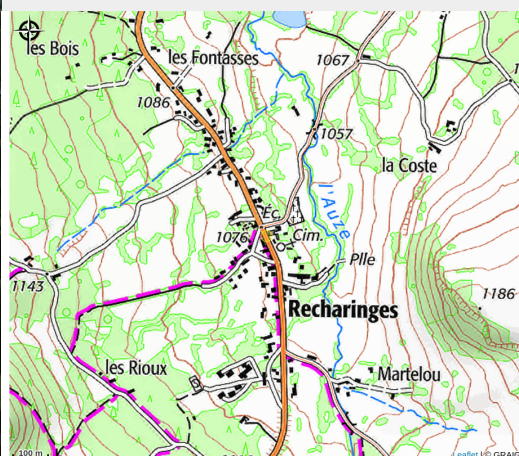 les Bois
les Fontasses
1067
1086
1057
la Coste
l'Auze
Éc.
1076
Cim.
Plle
1143
1186
Recharinges
les Rioux
Martelou
100 m
Leaflet | © GRAIG